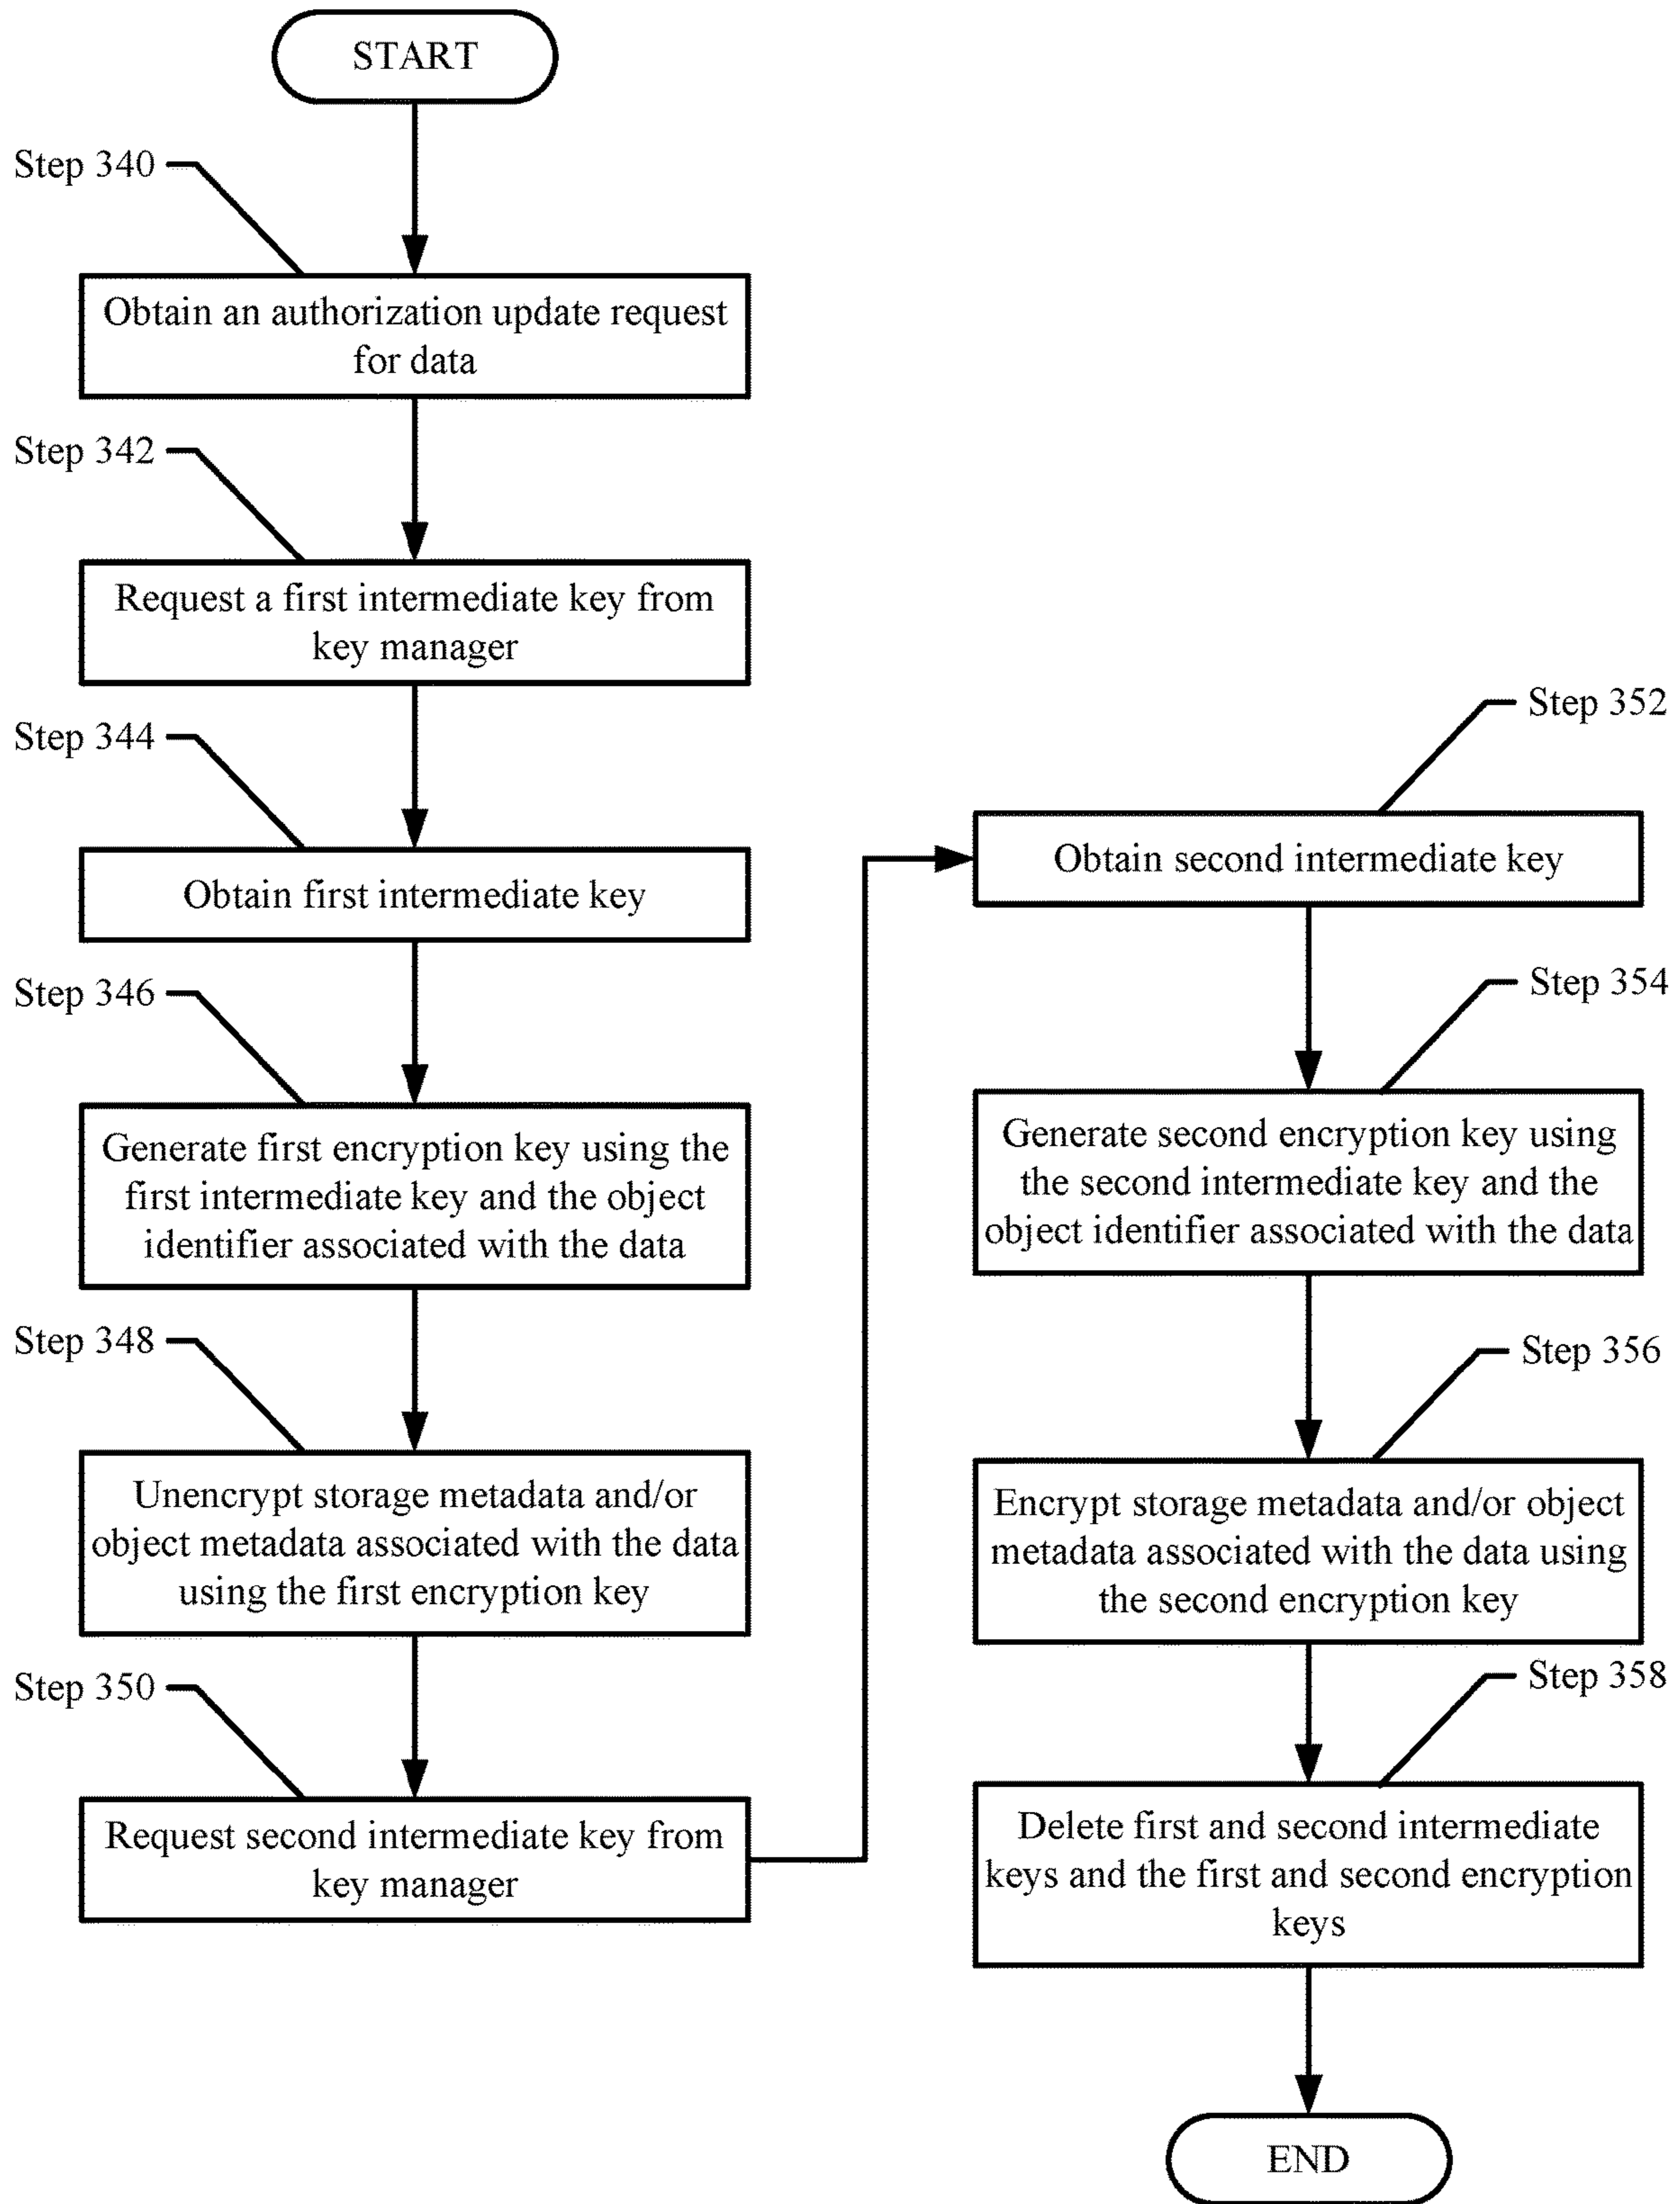 START
Step 340
Obtain an authorization update request
for data
Step 342
Request a first intermediate key from
key manager
Step 344
Obtain first intermediate key
Step 346
Generate first encryption key using the
first intermediate key and the object
identifier associated with the data
Step 348
Unencrypt storage metadata and/or
object metadata associated with the data
using the first encryption key
Step 350
Request second intermediate key from
key manager
Step 352
Obtain second intermediate key
Step 354
Generate second encryption key using
the second intermediate key and the
object identifier associated with the data
Step 356
Encrypt storage metadata and/or object
metadata associated with the data using
the second encryption key
Step 358
Delete first and second intermediate
keys and the first and second encryption
keys
END